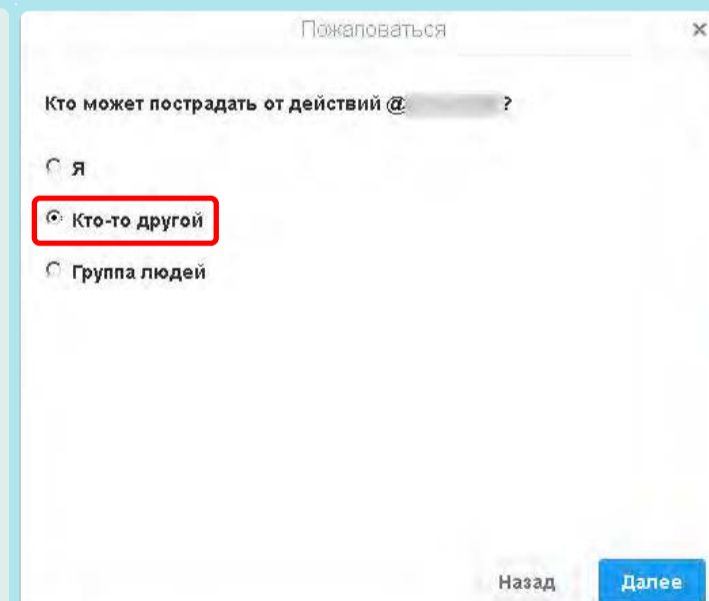 Пожаловаться ×
Кто может пострадать от действий @ ?
Я
Кто-то другой
Группа людей
Назад Далее